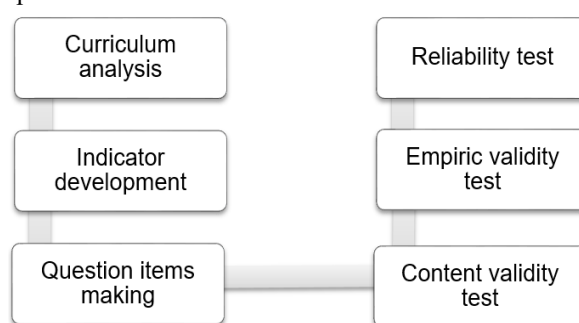 Curriculum
analysis
Indicator
development
Question items
making
Content validity
test
Empiric validity
test
Reliability test